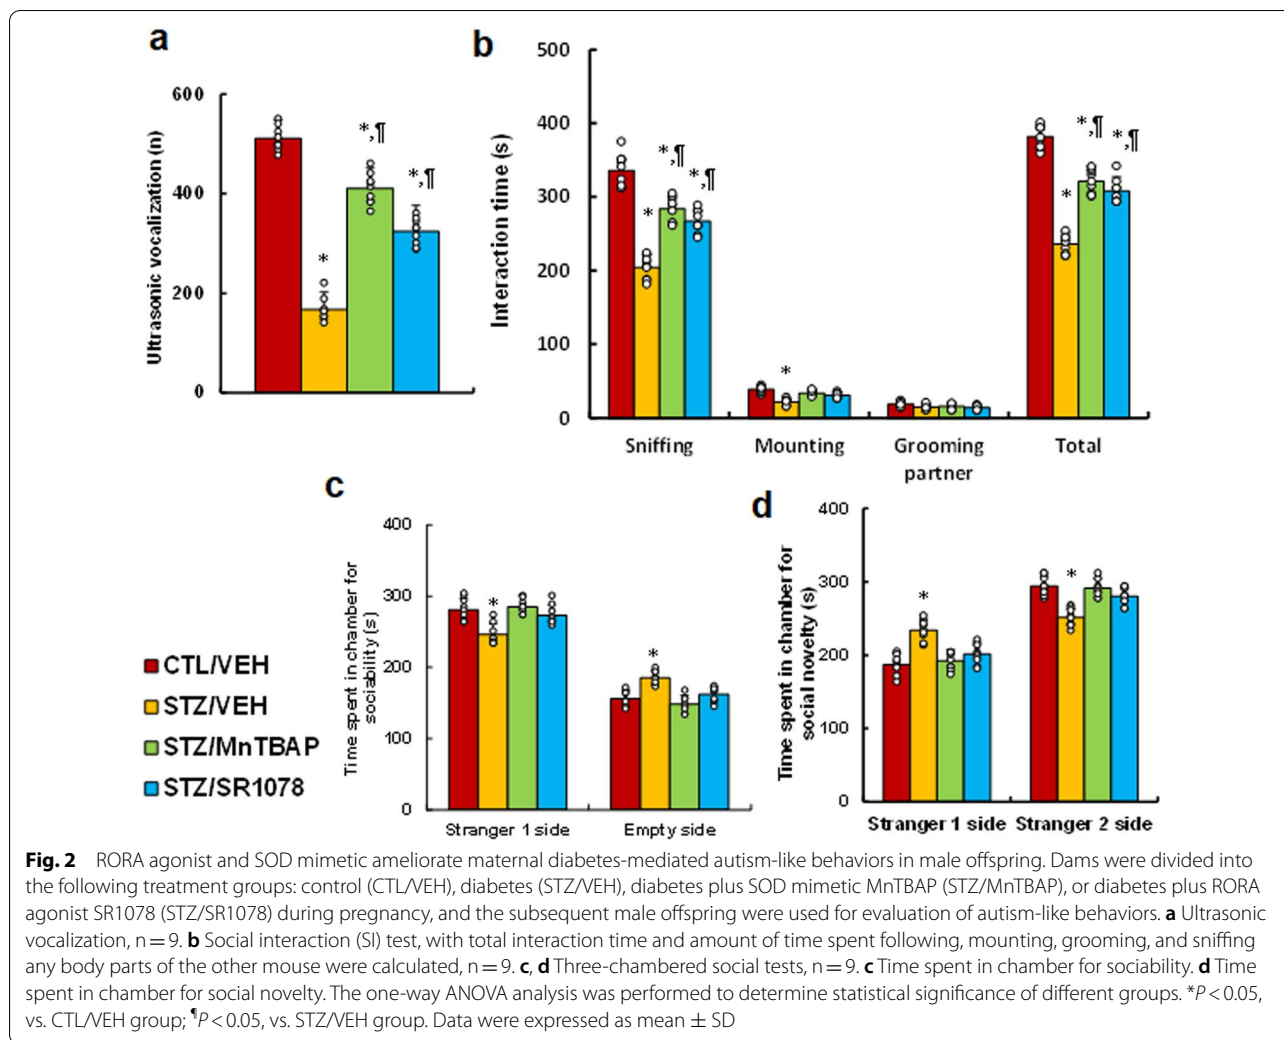 a
Ultrasonic vocalization (n)
600
400
200
0
*
*,¶
*,¶
b
Interaction time (s)
500
400
300
200
100
0
*
*,¶
*,¶
*
*
*,¶
*,¶
Sniffing
Mounting
Grooming partner
Total
CTL/VEH
STZ/VEH
STZ/MnTBAP
STZ/SR1078
c
Time spent in chamber for
sociability (s)
400
300
200
100
0
*
*
Stranger 1 side
Empty side
d
Time spent in chamber for
social novelty (s)
400
300
200
100
0
*
*
Stranger 1 side
Stranger 2 side
Fig. 2 RORA agonist and SOD mimetic ameliorate maternal diabetes-mediated autism-like behaviors in male offspring. Dams were divided into
the following treatment groups: control (CTL/VEH), diabetes (STZ/VEH), diabetes plus SOD mimetic MnTBAP (STZ/MnTBAP), or diabetes plus RORA
agonist SR1078 (STZ/SR1078) during pregnancy, and the subsequent male offspring were used for evaluation of autism-like behaviors. a Ultrasonic
vocalization, n = 9. b Social interaction (SI) test, with total interaction time and amount of time spent following, mounting, grooming, and sniffing
any body parts of the other mouse were calculated, n = 9. c, d Three-chambered social tests, n = 9. c Time spent in chamber for sociability. d Time
spent in chamber for social novelty. The one-way ANOVA analysis was performed to determine statistical significance of different groups. *P < 0.05,
vs. CTL/VEH group; ¶P < 0.05, vs. STZ/VEH group. Data were expressed as mean ± SD